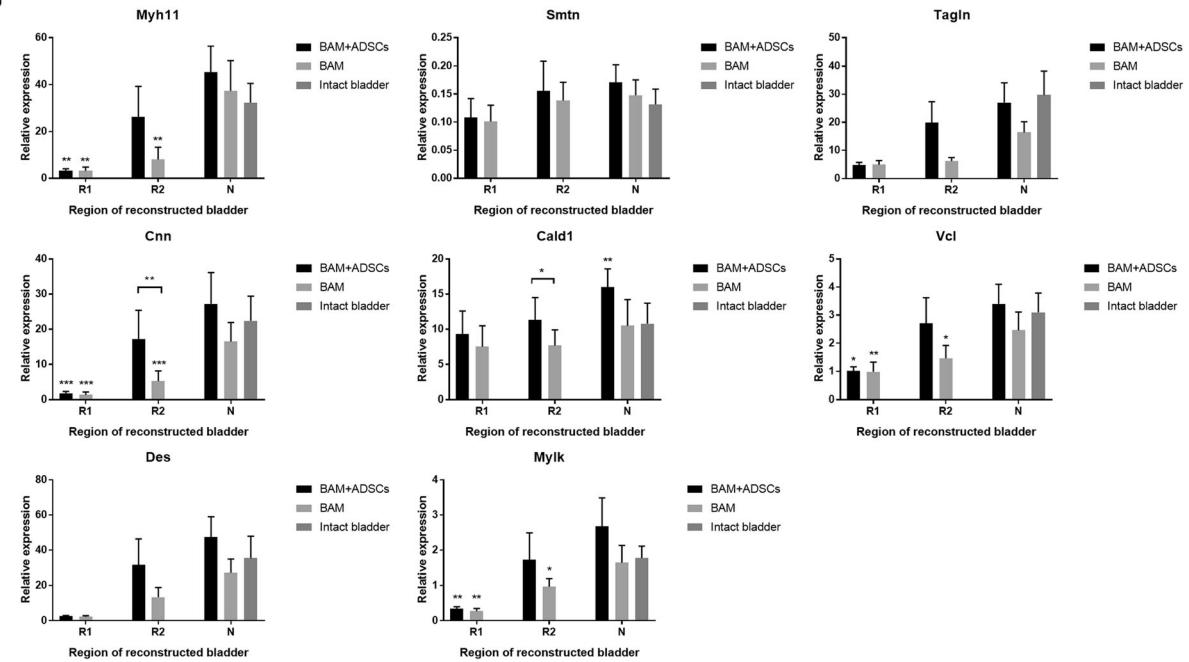 Myh11
Relative expression
60
40
20
0
** ** **
R1 R2 N
Region of reconstructed bladder
BAM+ADSCs
BAM
Intact bladder
Smtn
Relative expression
0.25
0.20
0.15
0.10
0.05
0.00
R1 R2 N
Region of reconstructed bladder
BAM+ADSCs
BAM
Intact bladder
Tagln
Relative expression
50
40
30
20
10
0
R1 R2 N
Region of reconstructed bladder
BAM+ADSCs
BAM
Intact bladder
Cnn
Relative expression
40
30
20
10
0
**
*** *** ***
R1 R2 N
Region of reconstructed bladder
BAM+ADSCs
BAM
Intact bladder
Cald1
Relative expression
20
15
10
5
0
* **
R1 R2 N
Region of reconstructed bladder
BAM+ADSCs
BAM
Intact bladder
Vcl
Relative expression
5
4
3
2
1
0
* ** *
R1 R2 N
Region of reconstructed bladder
BAM+ADSCs
BAM
Intact bladder
Des
Relative expression
80
60
40
20
0
R1 R2 N
Region of reconstructed bladder
BAM+ADSCs
BAM
Intact bladder
Mylk
Relative expression
4
3
2
1
0
** ** *
R1 R2 N
Region of reconstructed bladder
BAM+ADSCs
BAM
Intact bladder